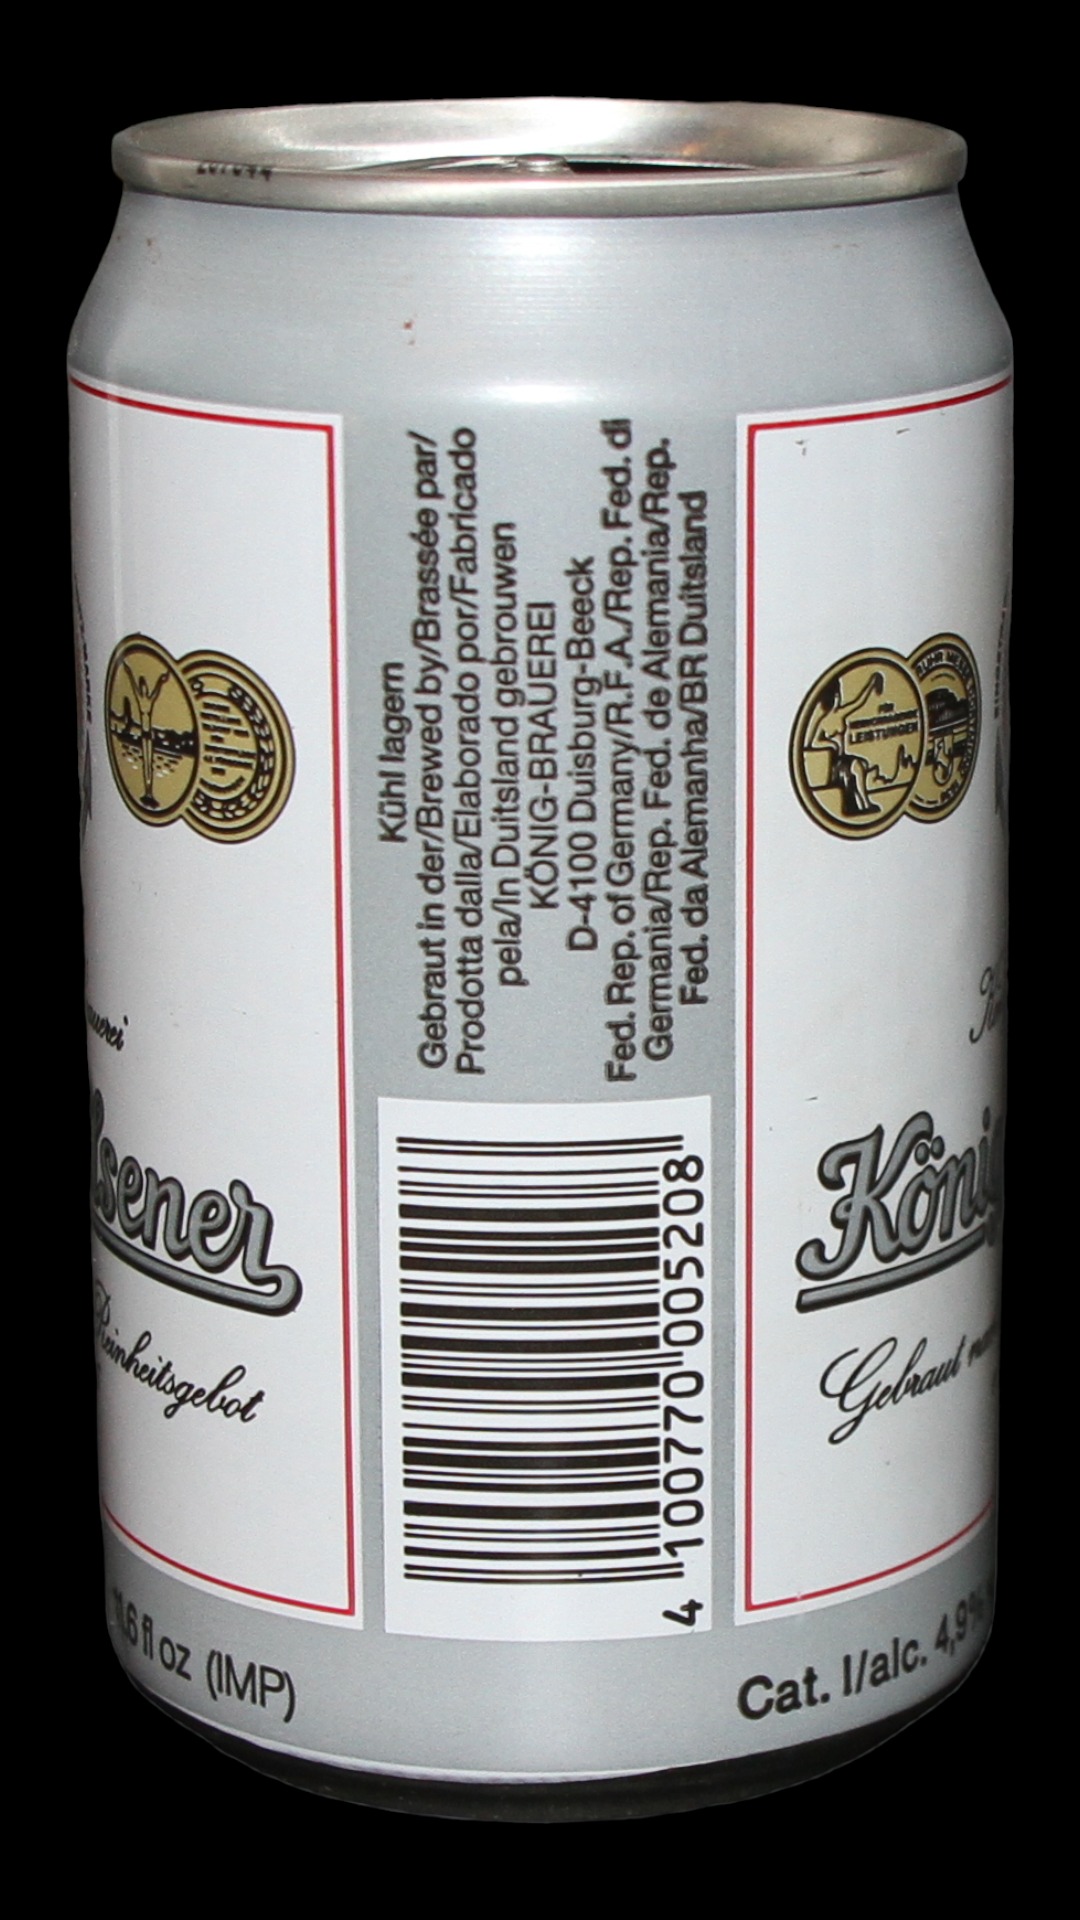 Kühl lagern
Gebraut in der/Brewed by/Brassée par/
Prodotta dalla/Elaborado por/Fabricado
pela/In Duitsland gebrouwen
KÖNIG-BRAUEREI
D-4100 Duisburg-Beeck
Fed. Rep. of Germany/R.F.A./Rep. Fed. di
Germania/Rep. Fed. de Alemania/Rep.
Fed. da Alemanha/BR Duitsland
4 100770 005208
Reinheitsgebot
fl oz (IMP)
FÜR
LEISTUNGEN
König
Gebraut
Cat. I/alc. 4,9%